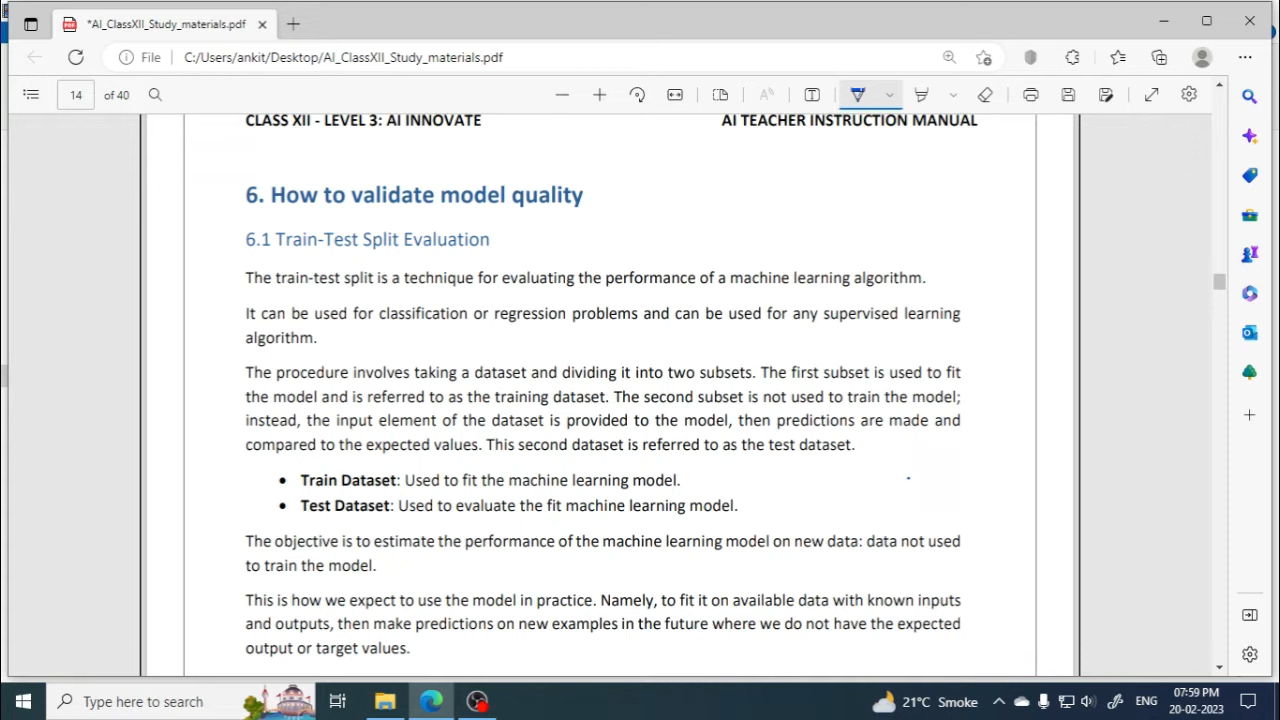 *AI_ClassXII_Study_materials.pdf
File
C:/Users/ankit/Desktop/AI_ClassXII_Study_materials.pdf
14 of 40
CLASS XII - LEVEL 3: AI INNOVATE
AI TEACHER INSTRUCTION MANUAL
6. How to validate model quality
6.1 Train-Test Split Evaluation
The train-test split is a technique for evaluating the performance of a machine learning algorithm.
It can be used for classification or regression problems and can be used for any supervised learning
algorithm.
The procedure involves taking a dataset and dividing it into two subsets. The first subset is used to fit
the model and is referred to as the training dataset. The second subset is not used to train the model;
instead, the input element of the dataset is provided to the model, then predictions are made and
compared to the expected values. This second dataset is referred to as the test dataset.
• Train Dataset: Used to fit the machine learning model.
• Test Dataset: Used to evaluate the fit machine learning model.
The objective is to estimate the performance of the machine learning model on new data: data not used
to train the model.
This is how we expect to use the model in practice. Namely, to fit it on available data with known inputs
and outputs, then make predictions on new examples in the future where we do not have the expected
output or target values.
Type here to search
21°C Smoke
ENG
07:59 PM
20-02-2023